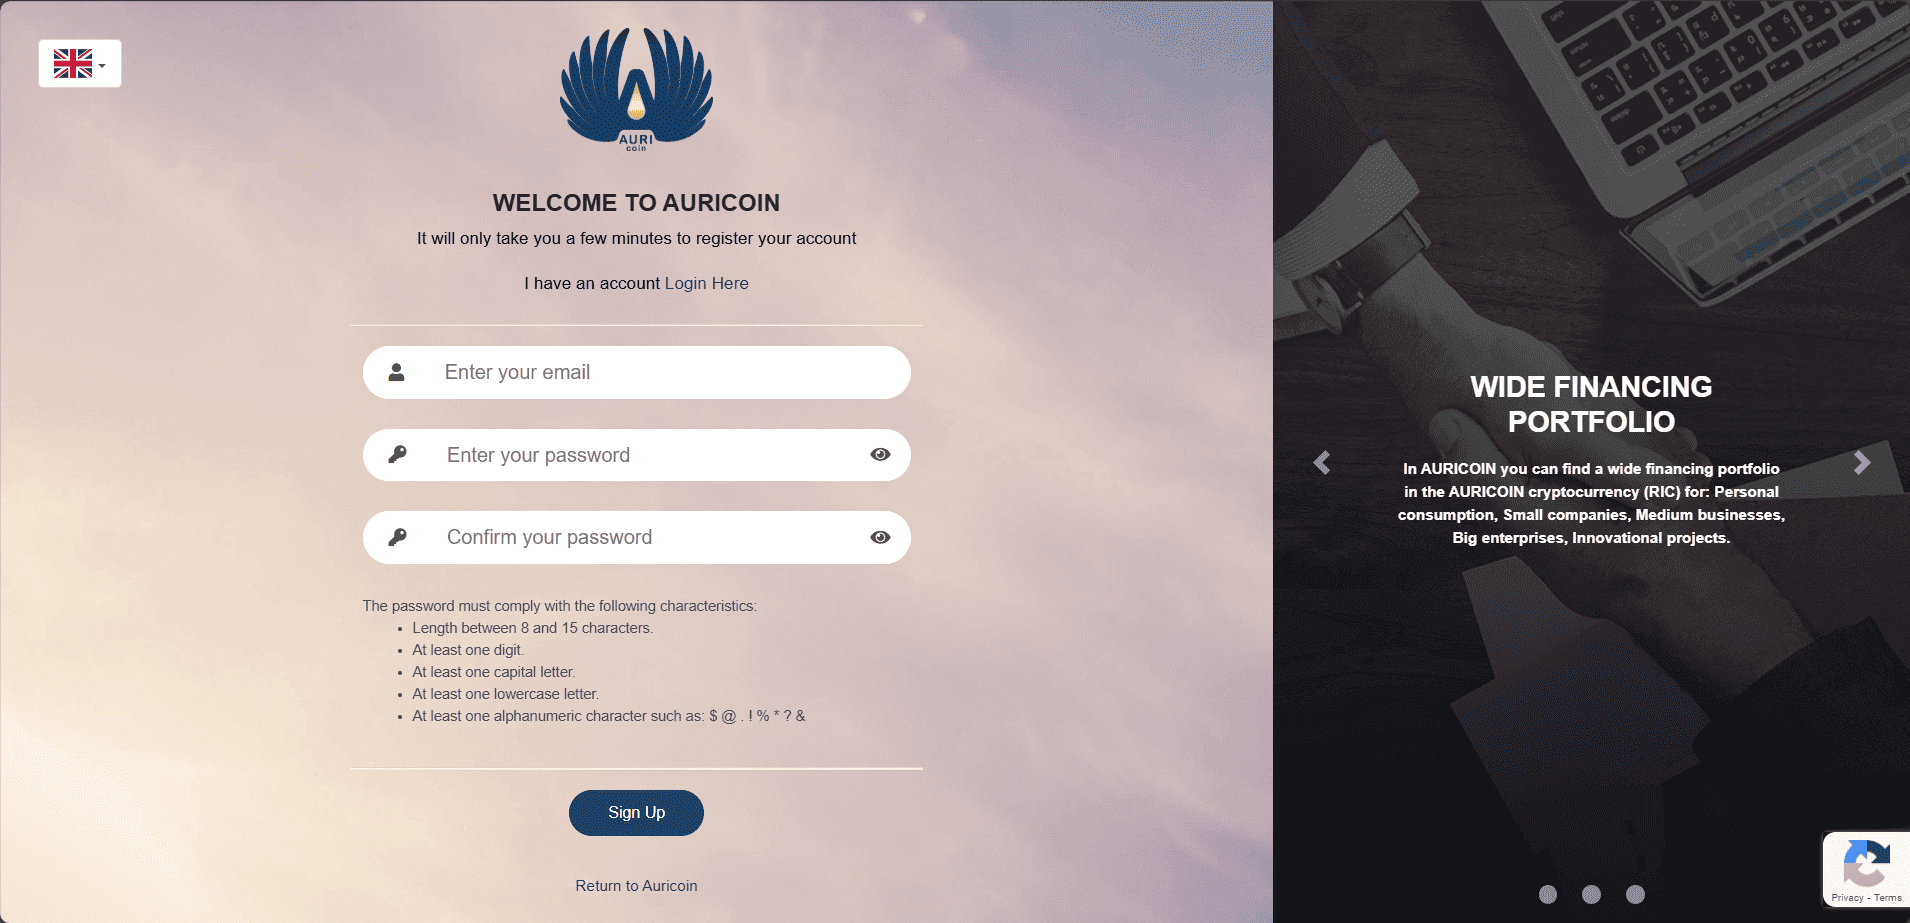 AURI
coin
WELCOME TO AURICOIN
It will only take you a few minutes to register your account
I have an account Login Here
Enter your email
Enter your password
Confirm your password
The password must comply with the following characteristics:
• Length between 8 and 15 characters.
• At least one digit.
• At least one capital letter.
• At least one lowercase letter.
• At least one alphanumeric character such as: $ @ . ! % * ? &
Sign Up
Return to Auricoin
WIDE FINANCING
PORTFOLIO
In AURICOIN you can find a wide financing portfolio
in the AURICOIN cryptocurrency (RIC) for: Personal
consumption, Small companies, Medium businesses,
Big enterprises, Innovational projects.
Privacy - Terms